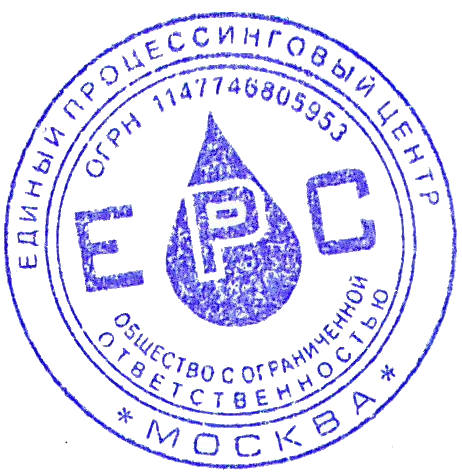 ЕДИНЫЙ ПРОЦЕССИНГОВЫЙ ЦЕНТР
* МОСКВА *
ОГРН 1147746805953
ОБЩЕСТВО С ОГРАНИЧЕННОЙ
ОТВЕТСТВЕННОСТЬЮ
ЕРС